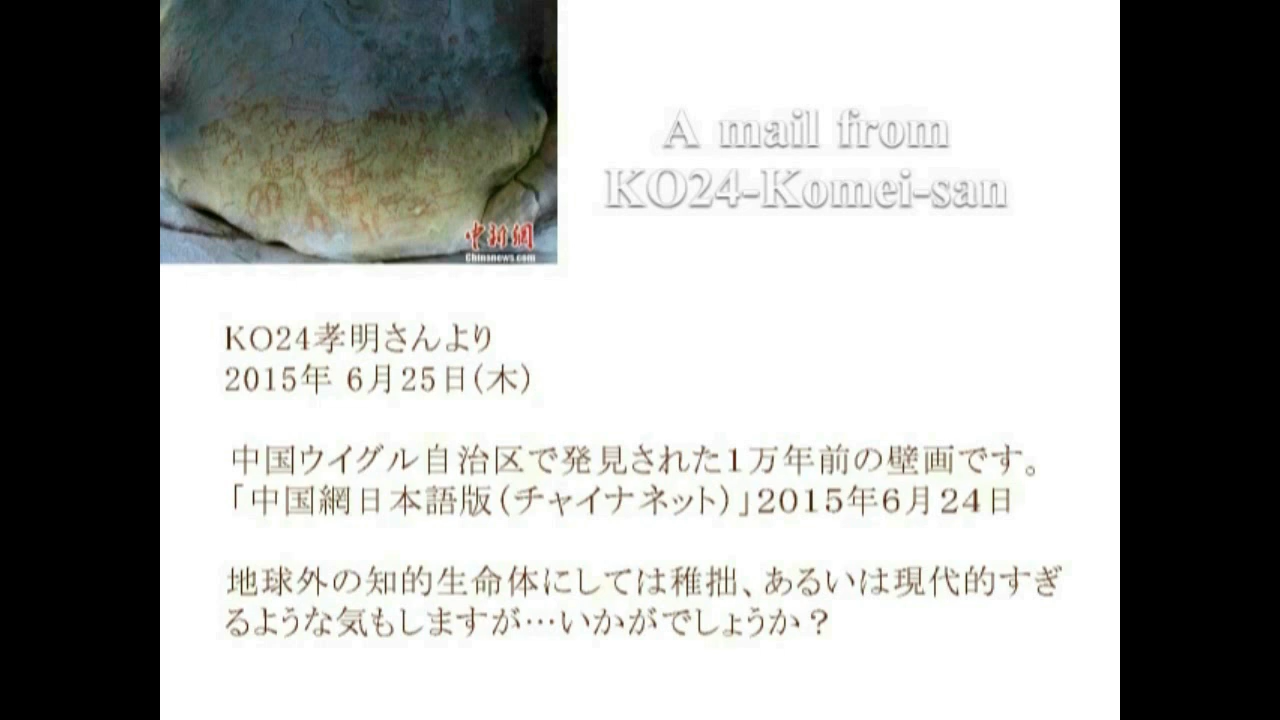 中新網
Chinanews.com
A mail from
KO24-Komei-san
KO24孝明さんより
2015年 6月25日(木)
中国ウイグル自治区で発見された1万年前の壁画です。
「中国網日本語版(チャイナネット)」2015年6月24日
地球外の知的生命体にしては稚拙、あるいは現代的すぎ
るような気もしますが…いかがでしょうか？